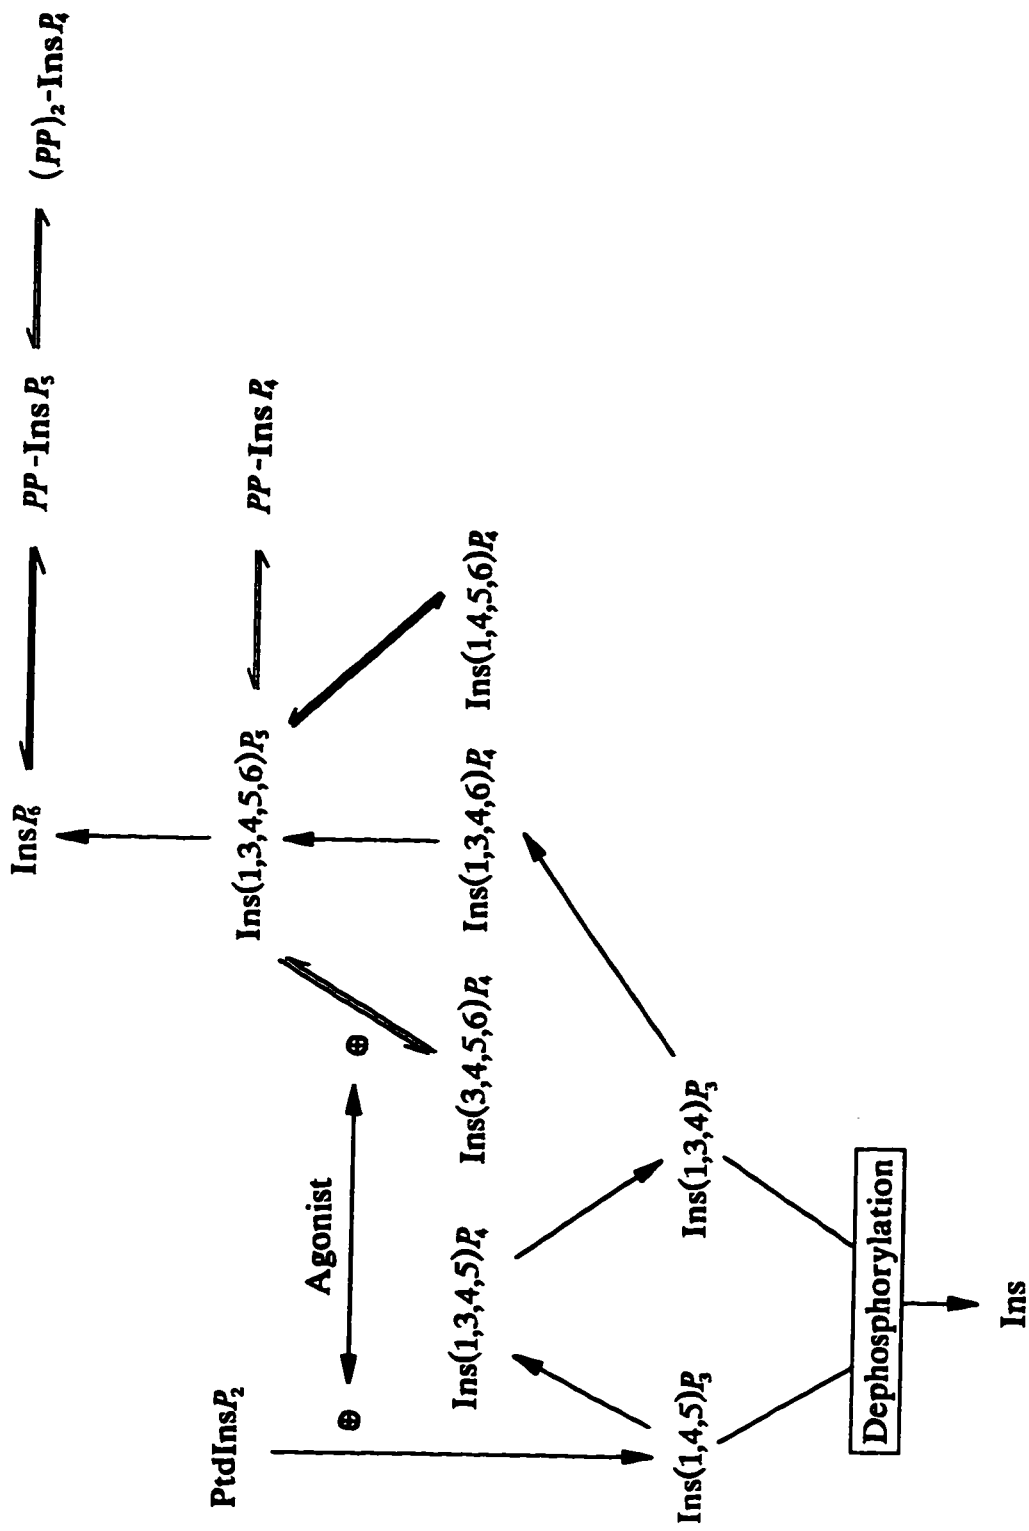 InsP₆
PP-InsP₅
(PP)₂-InsP₄
PtdInsP₂
Ins(1,3,4,5,6)P₅
PP-InsP₄
Agonist
⊕
⊕
Ins(1,3,4,5)P₄
Ins(3,4,5,6)P₄
Ins(1,3,4,6)P₄
Ins(1,4,5,6)P₄
Ins(1,4,5)P₃
Ins(1,3,4)P₃
Dephosphorylation
Ins